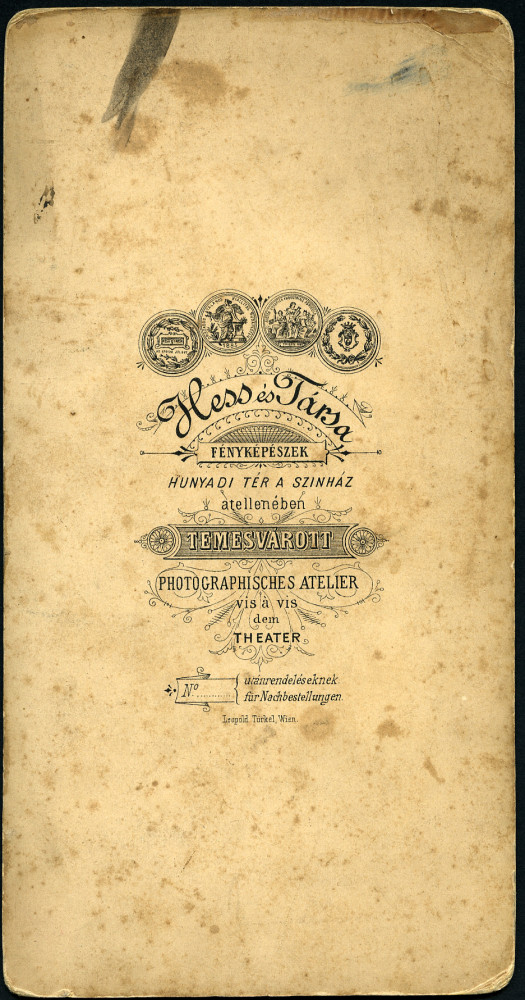 Hess és Társa
FÉNYKÉPÉSZEK
HUNYADI TÉR A SZINHÁZ
átellenében
TEMESVÁROTT
PHOTOGRAPHISCHES ATELIER
vis à vis
dem
THEATER
No
utánrendeléseknek
für Nachbestellungen.
Leopold Türkel, Wien.